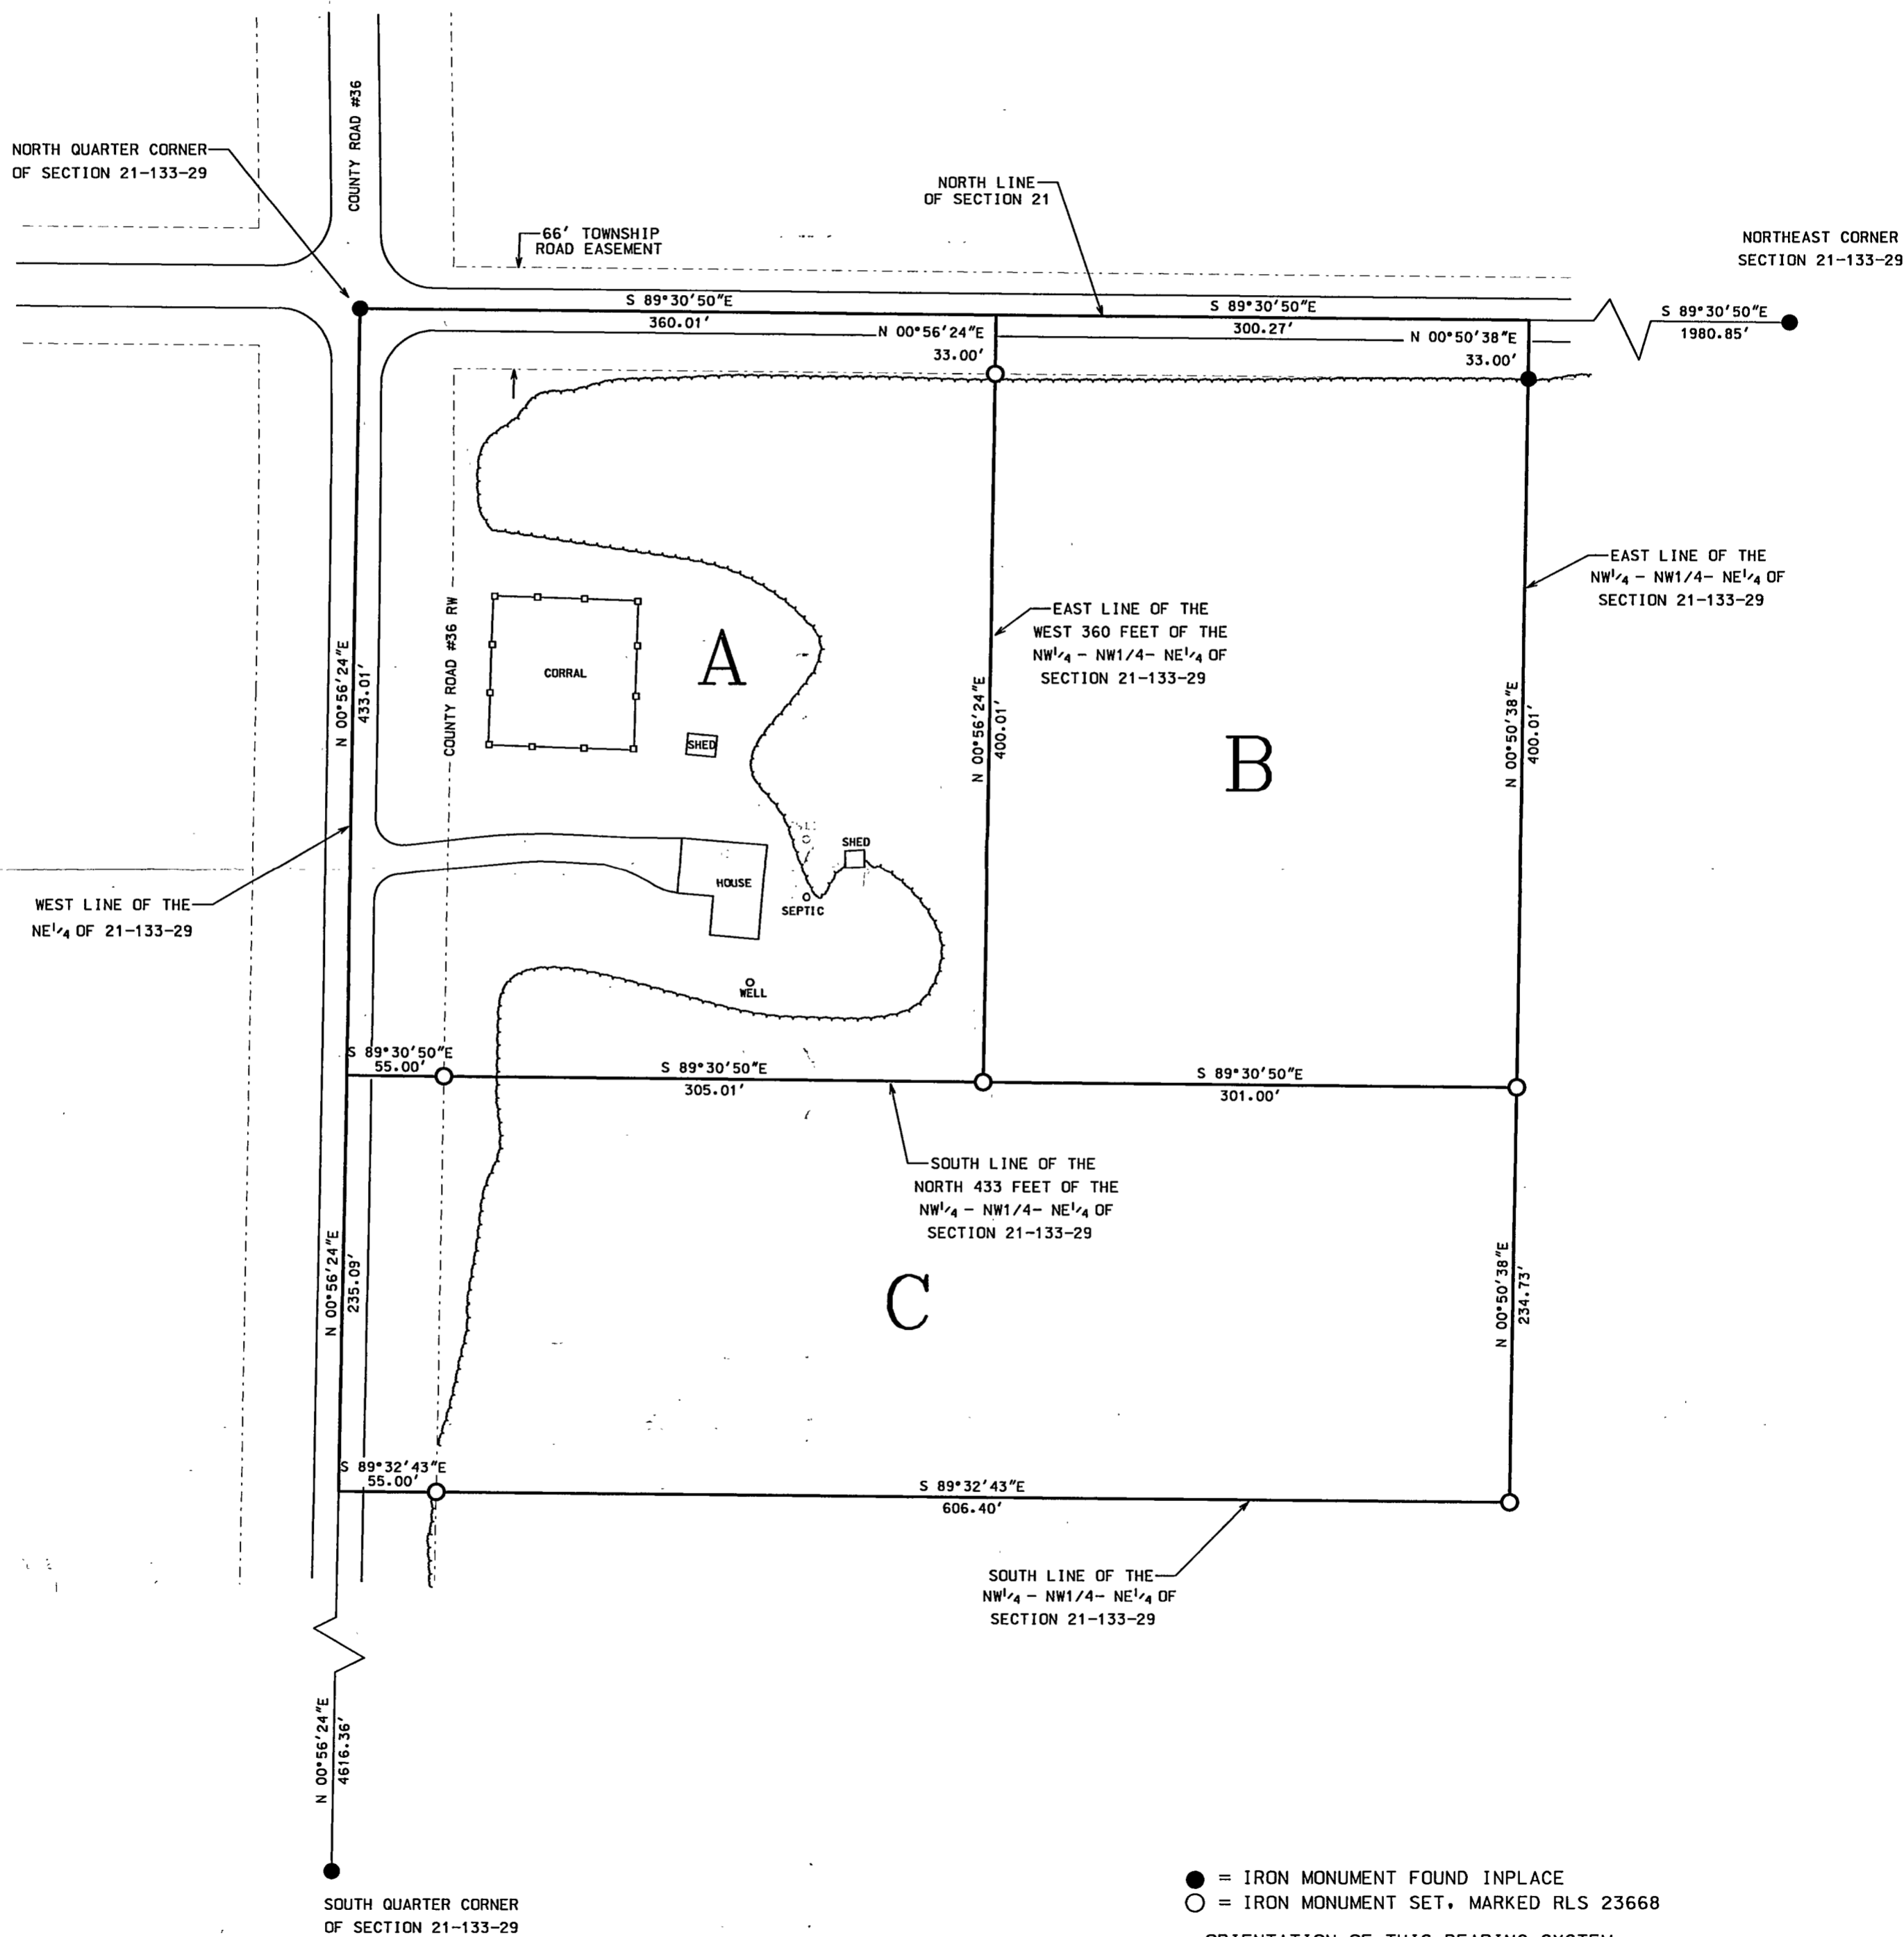 COUNTY ROAD #36
NORTH QUARTER CORNER
OF SECTION 21-133-29
NORTH LINE
OF SECTION 21
66' TOWNSHIP
ROAD EASEMENT
NORTHEAST CORNER
SECTION 21-133-29
S 89°30'50"E
360.01'
S 89°30'50"E
300.27'
S 89°30'50"E
1980.85'
N 00°56'24"E
33.00'
N 00°50'38"E
33.00'
EAST LINE OF THE
NW1/4 - NW1/4- NE1/4 OF
SECTION 21-133-29
EAST LINE OF THE
WEST 360 FEET OF THE
NW1/4 - NW1/4- NE1/4 OF
SECTION 21-133-29
N 00°56'24"E
433.01'
COUNTY ROAD #36 RW
CORRAL
A
SHED
N 00°56'24"E
400.01'
B
N 00°50'38"E
400.01'
SHED
HOUSE
SEPTIC
WELL
WEST LINE OF THE
NE1/4 OF 21-133-29
S 89°30'50"E
55.00'
S 89°30'50"E
305.01'
S 89°30'50"E
301.00'
SOUTH LINE OF THE
NORTH 433 FEET OF THE
NW1/4 - NW1/4- NE1/4 OF
SECTION 21-133-29
N 00°56'24"E
235.09'
C
N 00°50'38"E
234.73'
S 89°32'43"E
55.00'
S 89°32'43"E
606.40'
SOUTH LINE OF THE
NW1/4 - NW1/4- NE1/4 OF
SECTION 21-133-29
N 00°56'24"E
4616.36'
SOUTH QUARTER CORNER
OF SECTION 21-133-29
= IRON MONUMENT FOUND INPLACE
= IRON MONUMENT SET, MARKED RLS 23668
ORIENTATION OF THIS BEARING SYSTEM